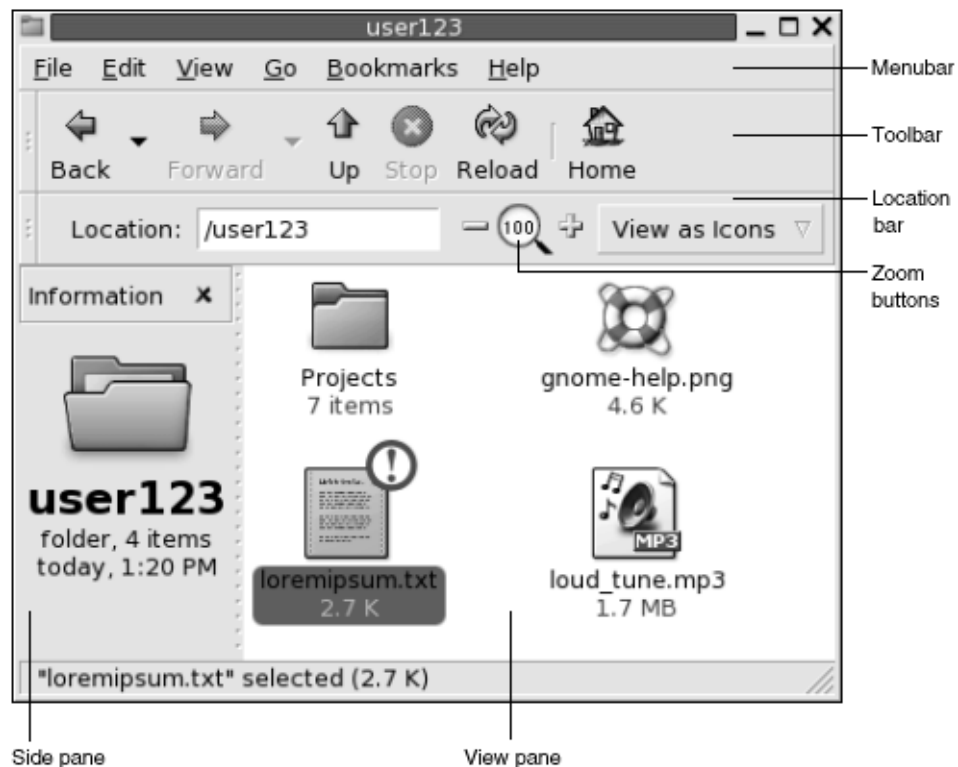 user123
File Edit View Go Bookmarks Help
Menubar
Back Forward Up Stop Reload Home
Toolbar
Location bar
Location: /user123 100 View as Icons
Zoom buttons
Information
Projects
7 items
gnome-help.png
4.6 K
user123
folder, 4 items
today, 1:20 PM
loremipsum.txt
2.7 K
MP3
loud_tune.mp3
1.7 MB
"loremipsum.txt" selected (2.7 K)
Side pane
View pane